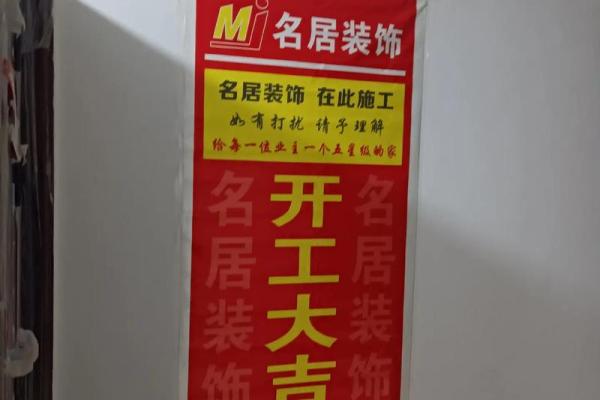 Mj 名居装饰
名居装饰 在此施工
如有打扰 请予理解
给每一位业主一个五星级的家
开工大吉
名居装饰
名居装饰